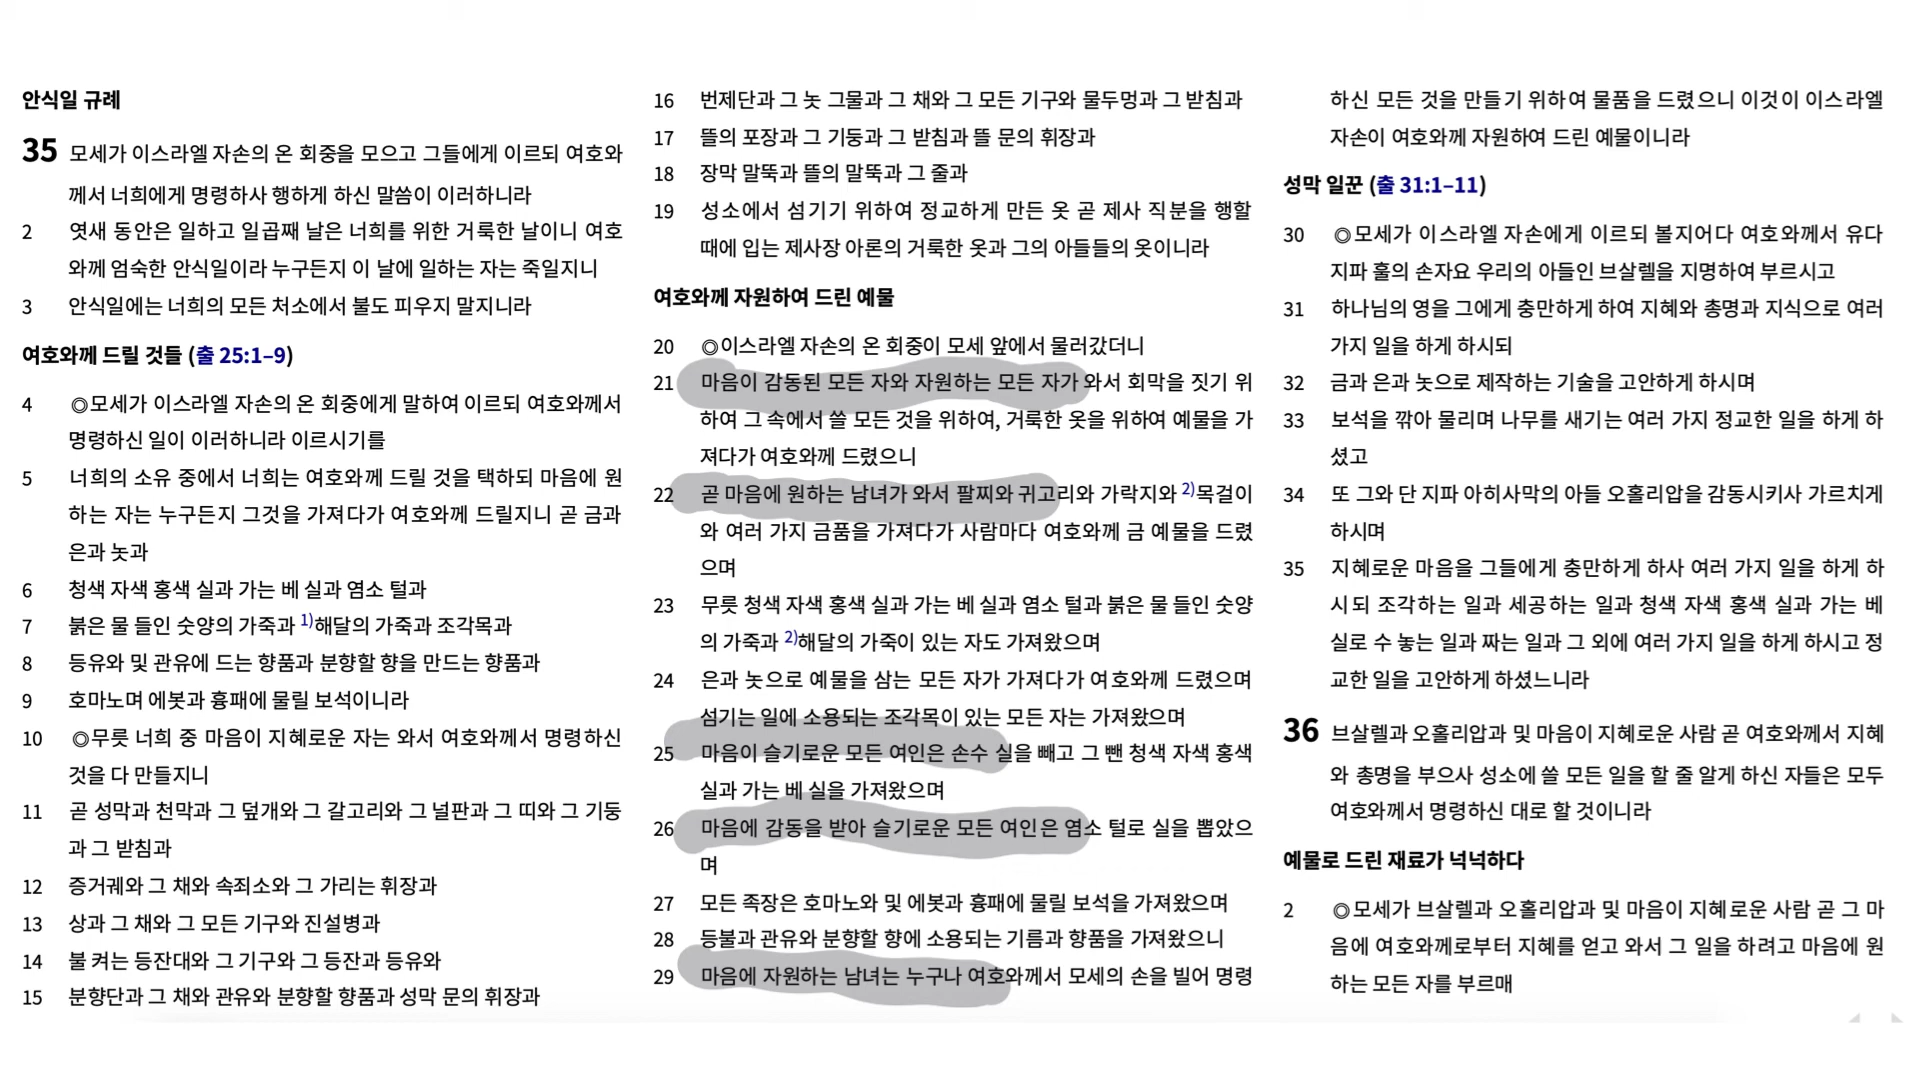 안식일 규례
35 모세가 이스라엘 자손의 온 회중을 모으고 그들에게 이르되 여호와
께서 너희에게 명령하사 행하게 하신 말씀이 이러하니라
2 엿새 동안은 일하고 일곱째 날은 너희를 위한 거룩한 날이니 여호
와께 엄숙한 안식일이라 누구든지 이 날에 일하는 자는 죽일지니
3 안식일에는 너희의 모든 처소에서 불도 피우지 말지니라
여호와께 드릴 것들 (출 25:1–9)
4 ◎모세가 이스라엘 자손의 온 회중에게 말하여 이르되 여호와께서
명령하신 일이 이러하니라 이르시기를
5 너희의 소유 중에서 너희는 여호와께 드릴 것을 택하되 마음에 원
하는 자는 누구든지 그것을 가져다가 여호와께 드릴지니 곧 금과
은과 놋과
6 청색 자색 홍색 실과 가는 베 실과 염소 털과
7 붉은 물 들인 숫양의 가죽과 1)해달의 가죽과 조각목과
8 등유와 및 관유에 드는 향품과 분향할 향을 만드는 향품과
9 호마노며 에봇과 흉패에 물릴 보석이니라
10 ◎무릇 너희 중 마음이 지혜로운 자는 와서 여호와께서 명령하신
것을 다 만들지니
11 곧 성막과 천막과 그 덮개와 그 갈고리와 그 널판과 그 띠와 그 기둥
과 그 받침과
12 증거궤와 그 채와 속죄소와 그 가리는 휘장과
13 상과 그 채와 그 모든 기구와 진설병과
14 불 켜는 등잔대와 그 기구와 그 등잔과 등유와
15 분향단과 그 채와 관유와 분향할 향품과 성막 문의 휘장과
16 번제단과 그 놋 그물과 그 채와 그 모든 기구와 물두멍과 그 받침과
17 뜰의 포장과 그 기둥과 그 받침과 뜰 문의 휘장과
18 장막 말뚝과 뜰의 말뚝과 그 줄과
19 성소에서 섬기기 위하여 정교하게 만든 옷 곧 제사 직분을 행할
때에 입는 제사장 아론의 거룩한 옷과 그의 아들들의 옷이니라
여호와께 자원하여 드린 예물
20 ◎이스라엘 자손의 온 회중이 모세 앞에서 물러갔더니
21 마음이 감동된 모든 자와 자원하는 모든 자가 와서 회막을 짓기 위
하여 그 속에서 쓸 모든 것을 위하여, 거룩한 옷을 위하여 예물을 가
져다가 여호와께 드렸으니
22 곧 마음에 원하는 남녀가 와서 팔찌와 귀고리와 가락지와 2)목걸이
와 여러 가지 금품을 가져다가 사람마다 여호와께 금 예물을 드렸
으며
23 무릇 청색 자색 홍색 실과 가는 베 실과 염소 털과 붉은 물 들인 숫양
의 가죽과 2)해달의 가죽이 있는 자도 가져왔으며
24 은과 놋으로 예물을 삼는 모든 자가 가져다가 여호와께 드렸으며
섬기는 일에 소용되는 조각목이 있는 모든 자는 가져왔으며
25 마음이 슬기로운 모든 여인은 손수 실을 빼고 그 뺀 청색 자색 홍색
실과 가는 베 실을 가져왔으며
26 마음에 감동을 받아 슬기로운 모든 여인은 염소 털로 실을 뽑았으
며
27 모든 족장은 호마노와 및 에봇과 흉패에 물릴 보석을 가져왔으며
28 등불과 관유와 분향할 향에 소용되는 기름과 향품을 가져왔으니
29 마음에 자원하는 남녀는 누구나 여호와께서 모세의 손을 빌어 명령
하신 모든 것을 만들기 위하여 물품을 드렸으니 이것이 이스라엘
자손이 여호와께 자원하여 드린 예물이니라
성막 일꾼 (출 31:1–11)
30 ◎모세가 이스라엘 자손에게 이르되 볼지어다 여호와께서 유다
지파 훌의 손자요 우리의 아들인 브살렐을 지명하여 부르시고
31 하나님의 영을 그에게 충만하게 하여 지혜와 총명과 지식으로 여러
가지 일을 하게 하시되
32 금과 은과 놋으로 제작하는 기술을 고안하게 하시며
33 보석을 깎아 물리며 나무를 새기는 여러 가지 정교한 일을 하게 하
셨고
34 또 그와 단 지파 아히사막의 아들 오홀리압을 감동시키사 가르치게
하시며
35 지혜로운 마음을 그들에게 충만하게 하사 여러 가지 일을 하게 하
시되 조각하는 일과 세공하는 일과 청색 자색 홍색 실과 가는 베
실로 수 놓는 일과 짜는 일과 그 외에 여러 가지 일을 하게 하시고 정
교한 일을 고안하게 하셨느니라
36 브살렐과 오홀리압과 및 마음이 지혜로운 사람 곧 여호와께서 지혜
와 총명을 부으사 성소에 쓸 모든 일을 할 줄 알게 하신 자들은 모두
여호와께서 명령하신 대로 할 것이니라
예물로 드린 재료가 넉넉하다
2 ◎모세가 브살렐과 오홀리압과 및 마음이 지혜로운 사람 곧 그 마
음에 여호와께로부터 지혜를 얻고 와서 그 일을 하려고 마음에 원
하는 모든 자를 부르매